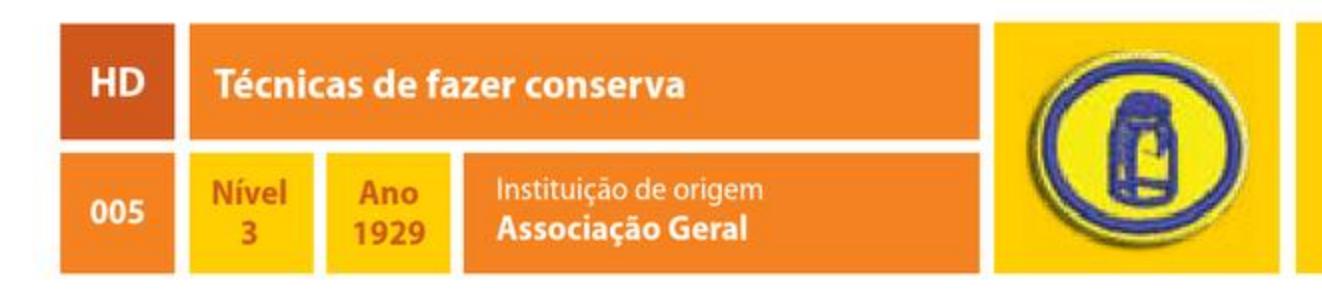 HD
Técnicas de fazer conserva
005
Nível
3
Ano
1929
Instituição de origem
Associação Geral